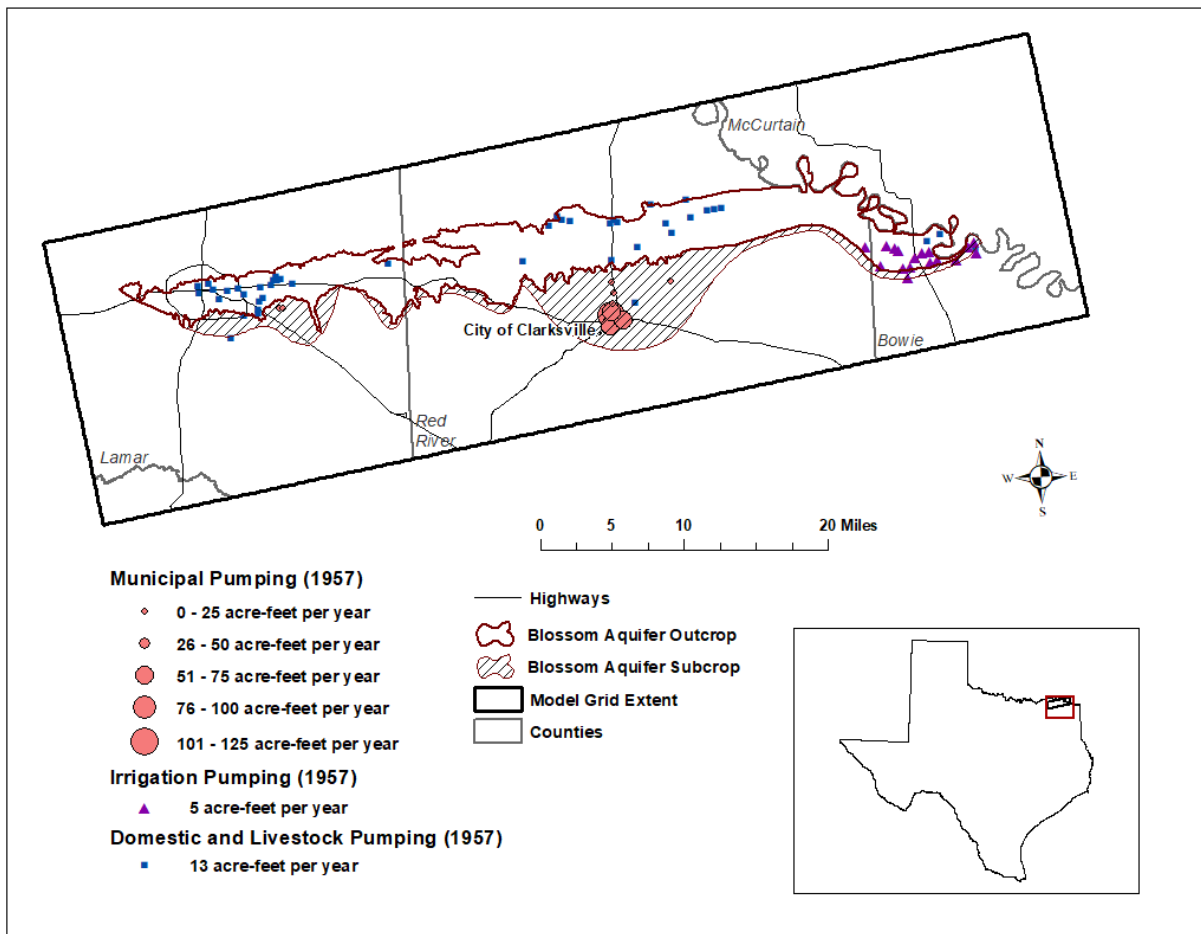 McCurtain
City of Clarksville
Bowie
Red
River
Lamar
N
W
E
S
0 5 10 20 Miles
Municipal Pumping (1957)
0 - 25 acre-feet per year
26 - 50 acre-feet per year
51 - 75 acre-feet per year
76 - 100 acre-feet per year
101 - 125 acre-feet per year
Irrigation Pumping (1957)
5 acre-feet per year
Domestic and Livestock Pumping (1957)
13 acre-feet per year
Highways
Blossom Aquifer Outcrop
Blossom Aquifer Subcrop
Model Grid Extent
Counties